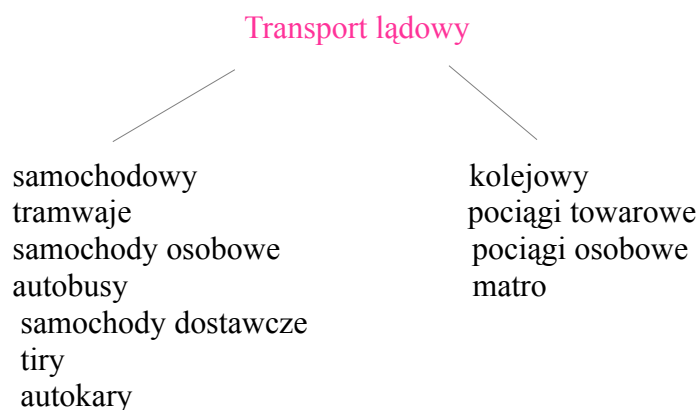 Transport lądowy
samochodowy
tramwaje
samochody osobowe
autobusy
samochody dostawcze
tiry
autokary
kolejowy
pociągi towarowe
pociągi osobowe
matro